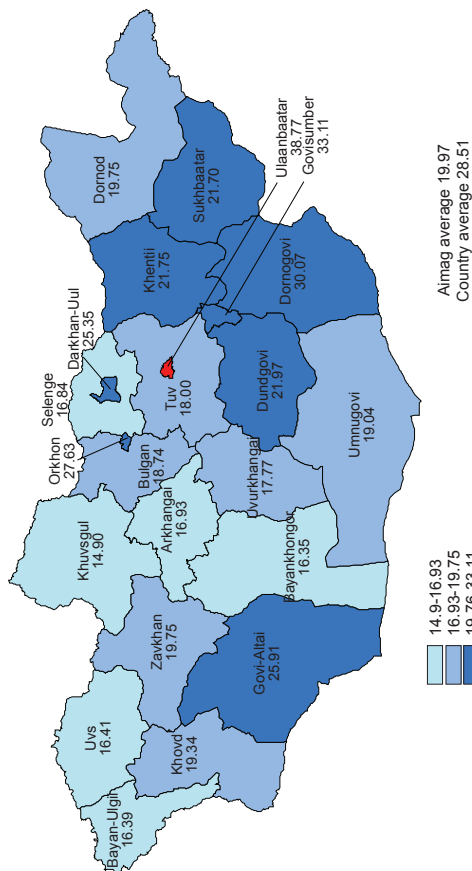 Bayan-Ulgii
16.39
Uvs
16.41
Khovd
19.34
Zavkhan
19.75
Govi-Altai
25.91
Khuvsgul
14.90
Arkhangai
16.93
Bayankhongor
16.35
Orkhon
27.63
Bulgan
18.74
Uvurkhangai
17.77
Selenge
16.84
Darkhan-Uul
25.35
Tuv
18.00
Umnugovi
19.04
Dundgovi
21.97
Khentii
21.75
Dornogovi
30.07
Dornod
19.75
Sukhbaatar
21.70
Ulaanbaatar
38.77
Govisumber
33.11
14.9-16.93
16.93-19.75
19.76-33.11
Aimag average 19.97
Country average 28.51